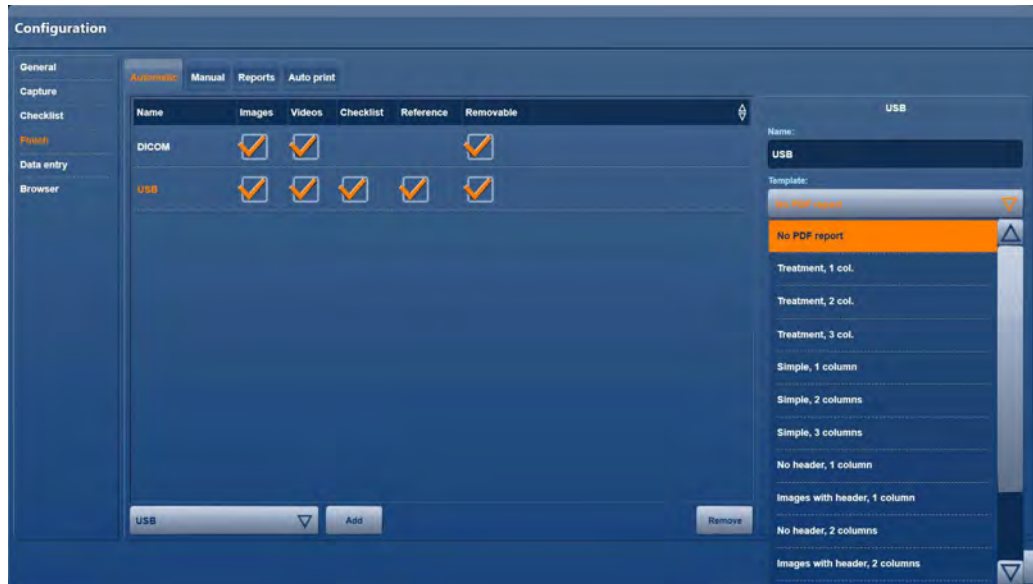 Configuration
General
Capture
Checklist
Finish
Data entry
Browser
Automatic Manual Reports Auto print
Name Images Videos Checklist Reference Removable
DICOM
USB
USB Add Remove
USB
Name:
USB
Template:
No PDF report
No PDF report
Treatment, 1 col.
Treatment, 2 col.
Treatment, 3 col.
Simple, 1 column
Simple, 2 columns
Simple, 3 columns
No header, 1 column
Images with header, 1 column
No header, 2 columns
Images with header, 2 columns